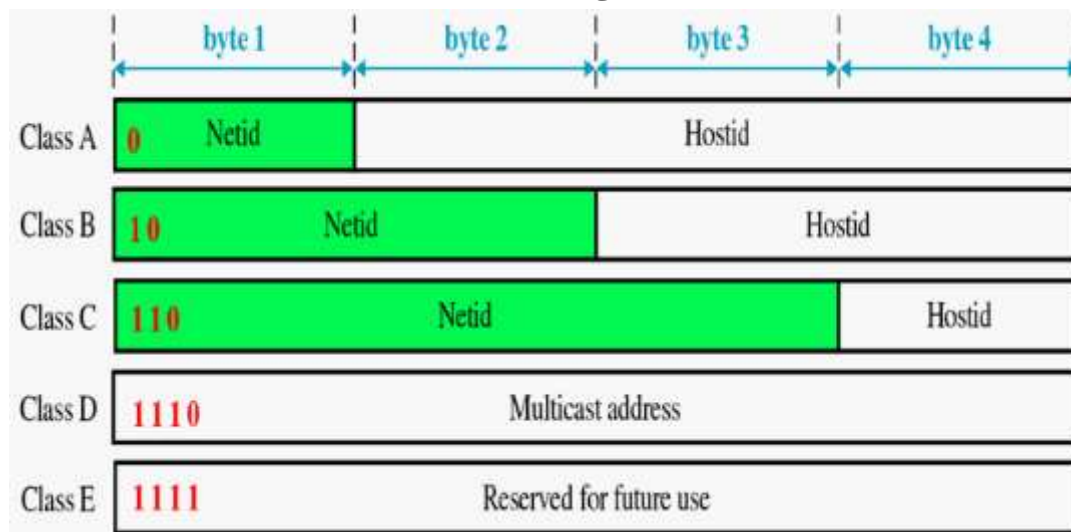 byte 1 byte 2 byte 3 byte 4
Class A 0 Netid Hostid
Class B 10 Netid Hostid
Class C 110 Netid Hostid
Class D 1110 Multicast address
Class E 1111 Reserved for future use